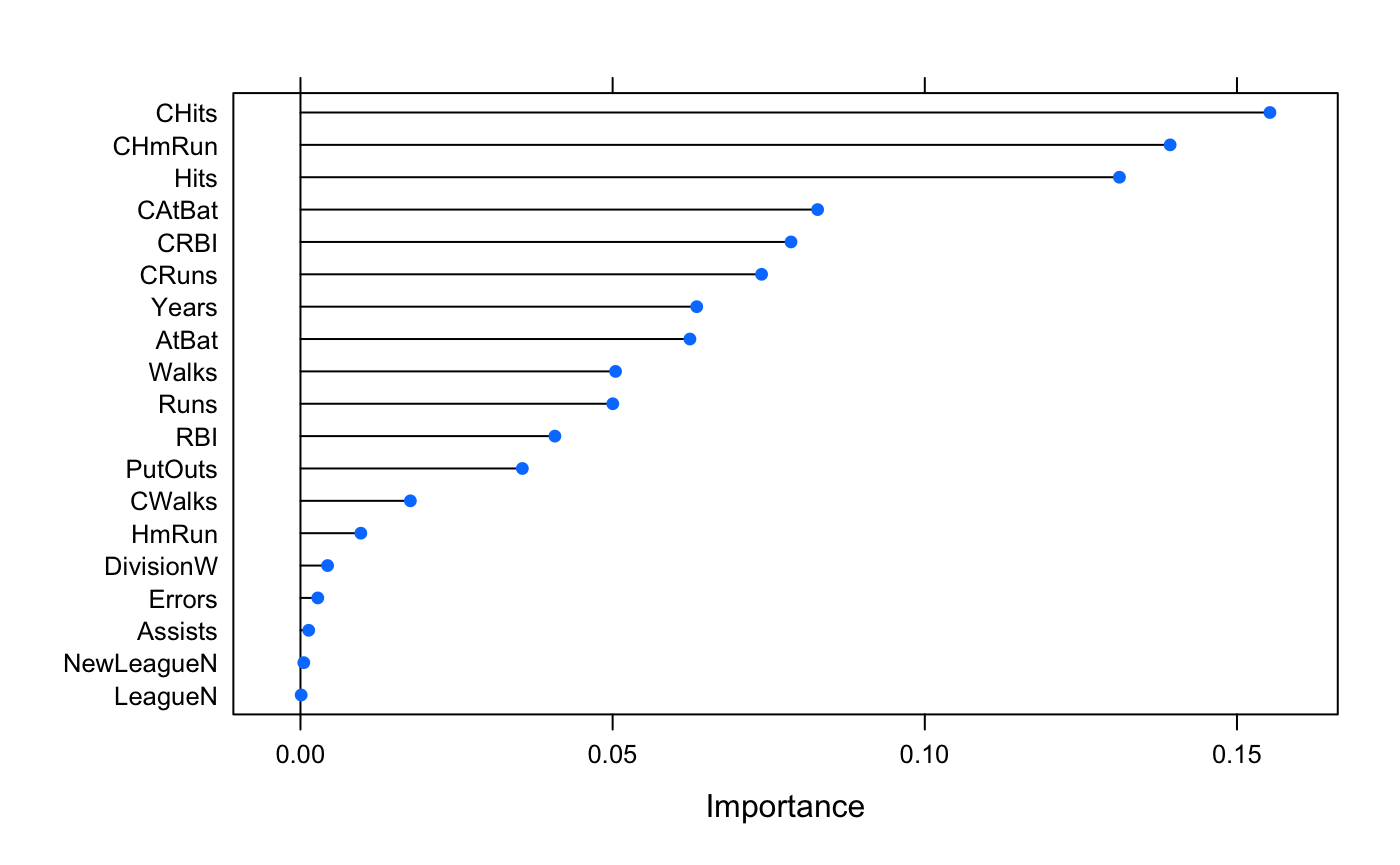 CHits
CHmRun
Hits
CAtBat
CRBI
CRuns
Years
AtBat
Walks
Runs
RBI
PutOuts
CWalks
HmRun
DivisionW
Errors
Assists
NewLeagueN
LeagueN
0.00 0.05 0.10 0.15
Importance